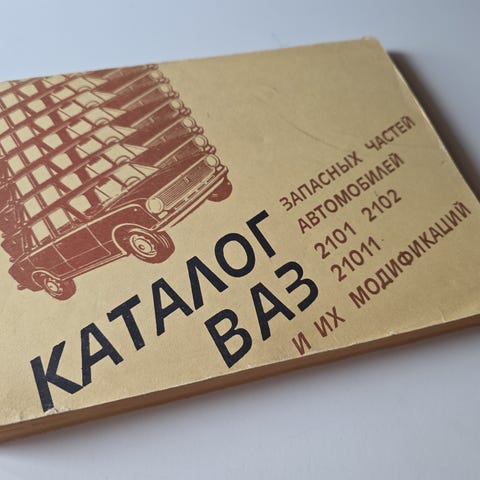 КАТАЛОГ
ЗАПАСНЫХ ЧАСТЕЙ
АВТОМОБИЛЕЙ
ВАЗ
2101 2102
21011
И ИХ МОДИФИКАЦИЙ